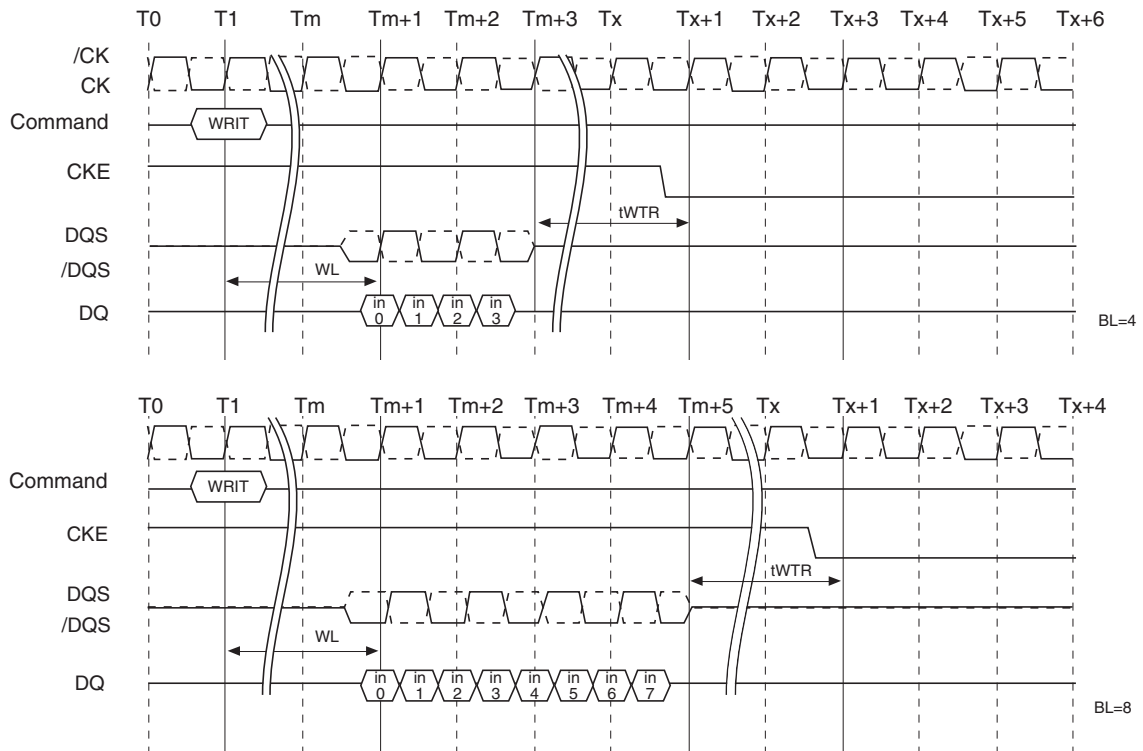 T0 T1 Tm Tm+1 Tm+2 Tm+3 Tx Tx+1 Tx+2 Tx+3 Tx+4 Tx+5 Tx+6
/CK
CK
Command WRIT
CKE
tWTR
DQS
/DQS
WL
DQ in 0 in 1 in 2 in 3
BL=4
T0 T1 Tm Tm+1 Tm+2 Tm+3 Tm+4 Tm+5 Tx Tx+1 Tx+2 Tx+3 Tx+4
Command WRIT
CKE
tWTR
DQS
/DQS
WL
DQ in 0 in 1 in 2 in 3 in 4 in 5 in 6 in 7
BL=8